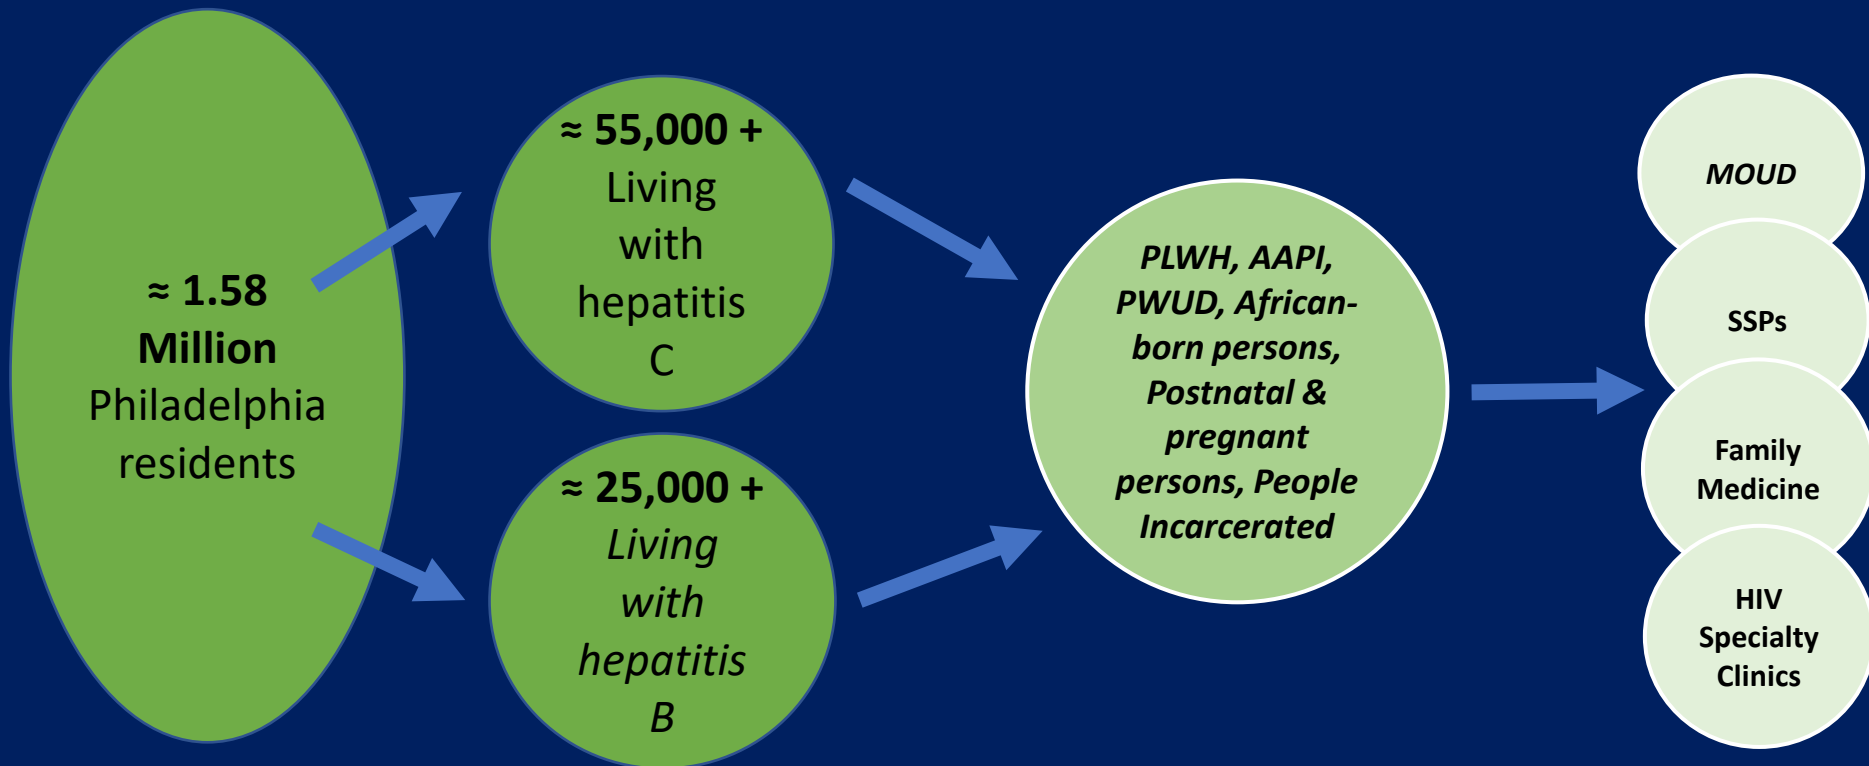 ≈ 1.58
Million
Philadelphia
residents
≈ 55,000 +
Living
with
hepatitis
C
≈ 25,000 +
Living
with
hepatitis
B
PLWH, AAPI,
PWUD, African-
born persons,
Postnatal &
pregnant
persons, People
Incarcerated
MOUD
SSPs
Family
Medicine
HIV
Specialty
Clinics